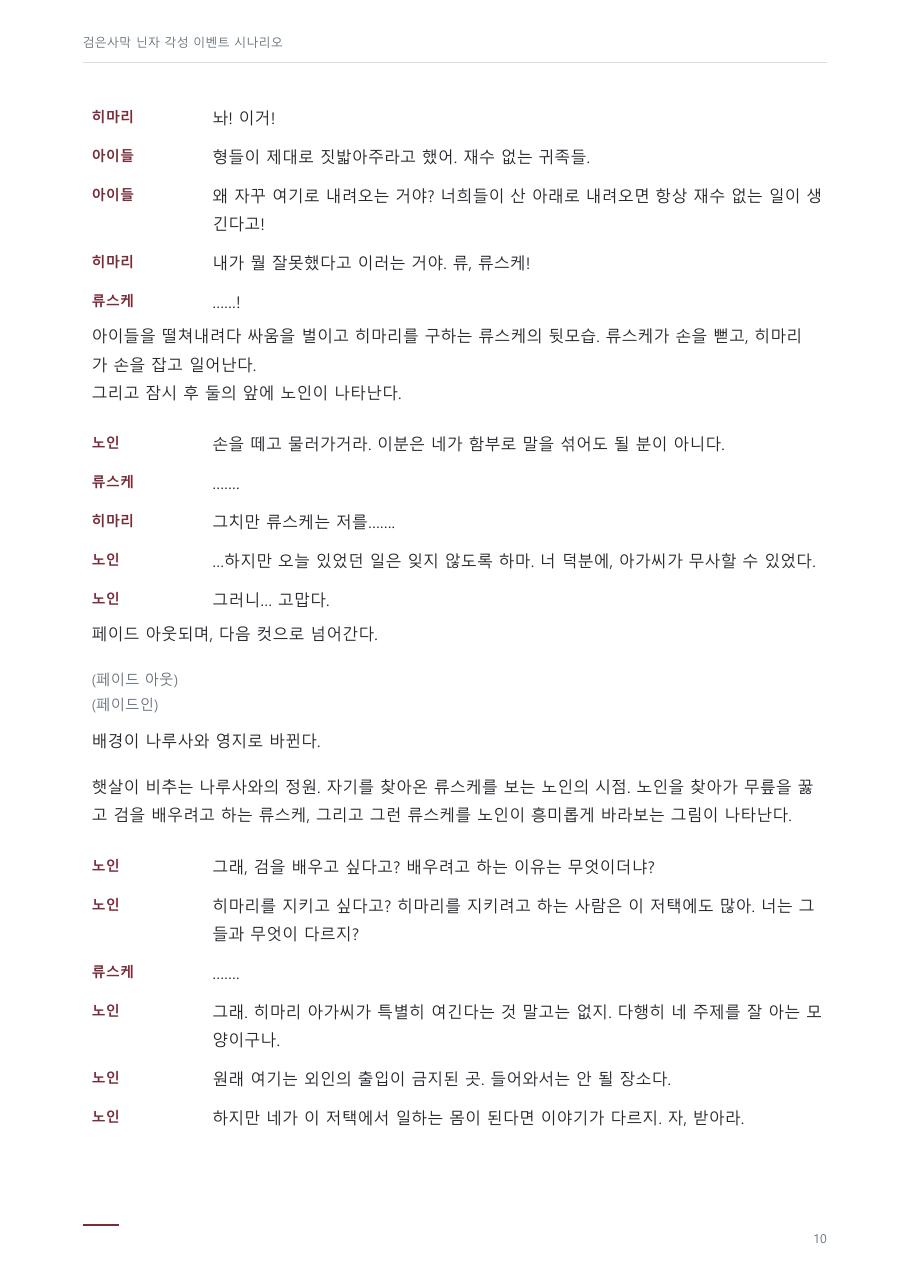 검은사막 닌자 각성 이벤트 시나리오
히마리 놔! 이거!
아이들 형들이 제대로 짓밟아주라고 했어. 재수 없는 귀족들.
아이들 왜 자꾸 여기로 내려오는 거야? 너희들이 산 아래로 내려오면 항상 재수 없는 일이 생
긴다고!
히마리 내가 뭘 잘못했다고 이러는 거야. 류, 류스케!
류스케 ......!
아이들을 떨쳐내려다 싸움을 벌이고 히마리를 구하는 류스케의 뒷모습. 류스케가 손을 뻗고, 히마리
가 손을 잡고 일어난다.
그리고 잠시 후 둘의 앞에 노인이 나타난다.
노인 손을 떼고 물러가거라. 이분은 네가 함부로 말을 섞어도 될 분이 아니다.
류스케 .......
히마리 그치만 류스케는 저를.......
노인 ...하지만 오늘 있었던 일은 잊지 않도록 하마. 너 덕분에, 아가씨가 무사할 수 있었다.
노인 그러니... 고맙다.
페이드 아웃되며, 다음 컷으로 넘어간다.
(페이드 아웃)
(페이드인)
배경이 나루사와 영지로 바뀐다.
햇살이 비추는 나루사와의 정원. 자기를 찾아온 류스케를 보는 노인의 시점. 노인을 찾아가 무릎을 꿇
고 검을 배우려고 하는 류스케, 그리고 그런 류스케를 노인이 흥미롭게 바라보는 그림이 나타난다.
노인 그래, 검을 배우고 싶다고? 배우려고 하는 이유는 무엇이더냐?
노인 히마리를 지키고 싶다고? 히마리를 지키려고 하는 사람은 이 저택에도 많아. 너는 그
들과 무엇이 다르지?
류스케 .......
노인 그래. 히마리 아가씨가 특별히 여긴다는 것 말고는 없지. 다행히 네 주제를 잘 아는 모
양이구나.
노인 원래 여기는 외인의 출입이 금지된 곳. 들어와서는 안 될 장소다.
노인 하지만 네가 이 저택에서 일하는 몸이 된다면 이야기가 다르지. 자, 받아라.
10